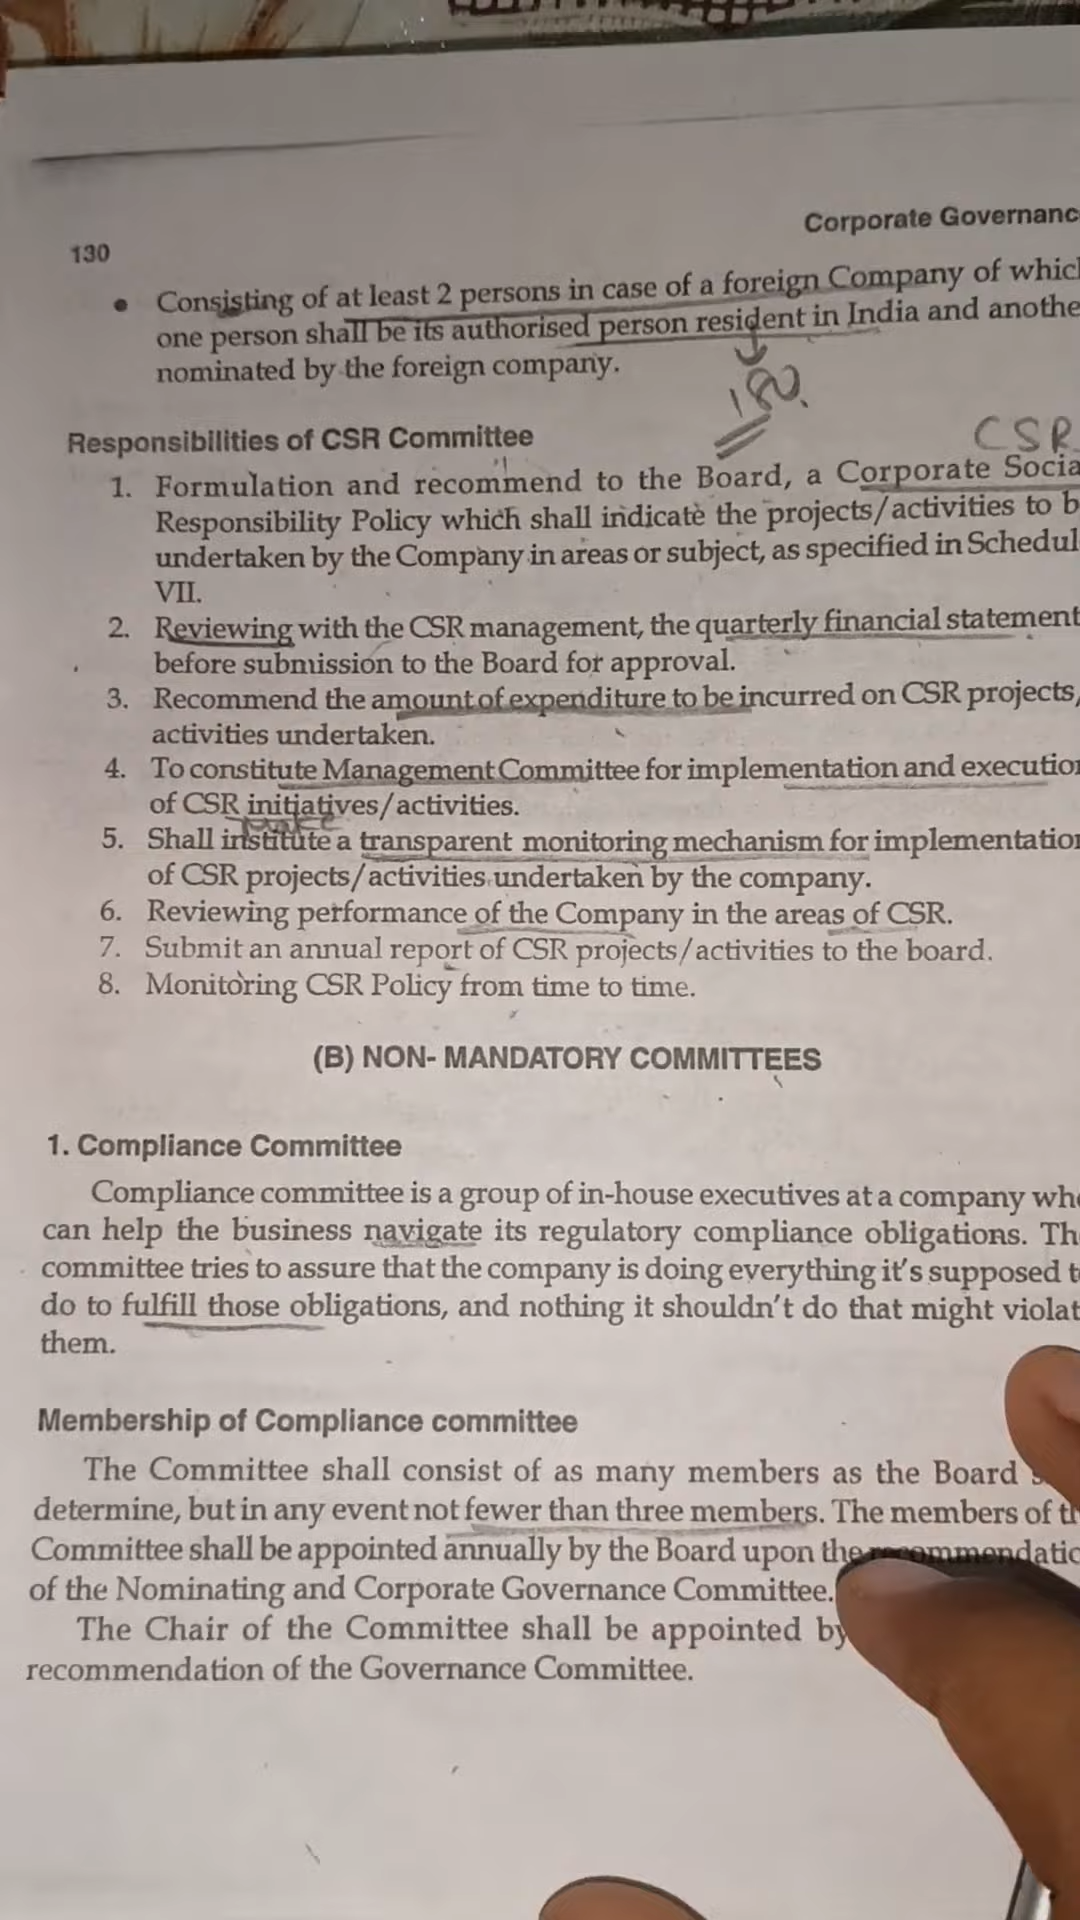 Corporate Governanc
130
• Consisting of at least 2 persons in case of a foreign Company of which
one person shall be its authorised person resident in India and anothe
nominated by the foreign company.
180.
Responsibilities of CSR Committee
CSR
1. Formulation and recommend to the Board, a Corporate Socia
Responsibility Policy which shall indicate the projects/activities to b
undertaken by the Company in areas or subject, as specified in Schedul
VII.
2. Reviewing with the CSR management, the quarterly financial statement
before submission to the Board for approval.
3. Recommend the amount of expenditure to be incurred on CSR projects/
activities undertaken.
4. To constitute Management Committee for implementation and execution
of CSR initiatives/activities.
make
5. Shall institute a transparent monitoring mechanism for implementation
of CSR projects/activities undertaken by the company.
6. Reviewing performance of the Company in the areas of CSR.
7. Submit an annual report of CSR projects/activities to the board.
8. Monitoring CSR Policy from time to time.
(B) NON- MANDATORY COMMITTEES
1. Compliance Committee
Compliance committee is a group of in-house executives at a company who
can help the business navigate its regulatory compliance obligations. Th
committee tries to assure that the company is doing everything it's supposed t
do to fulfill those obligations, and nothing it shouldn't do that might violat
them.
Membership of Compliance committee
The Committee shall consist of as many members as the Board
determine, but in any event not fewer than three members. The members of th
Committee shall be appointed annually by the Board upon the recommendatio
of the Nominating and Corporate Governance Committee.
The Chair of the Committee shall be appointed by
recommendation of the Governance Committee.